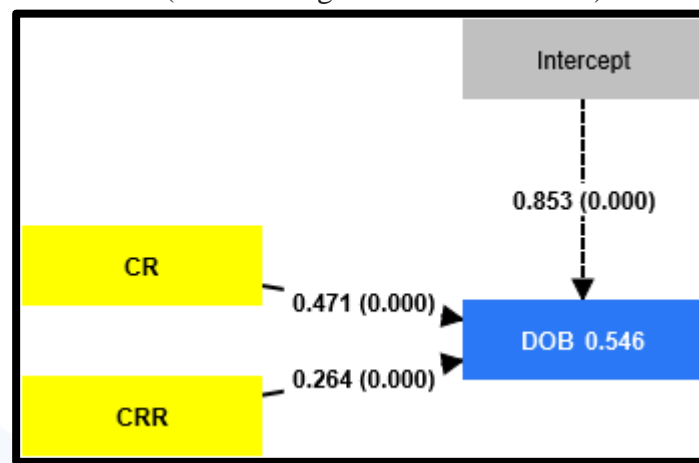 Intercept
0.853 (0.000)
CR
0.471 (0.000)
DOB 0.546
0.264 (0.000)
CRR